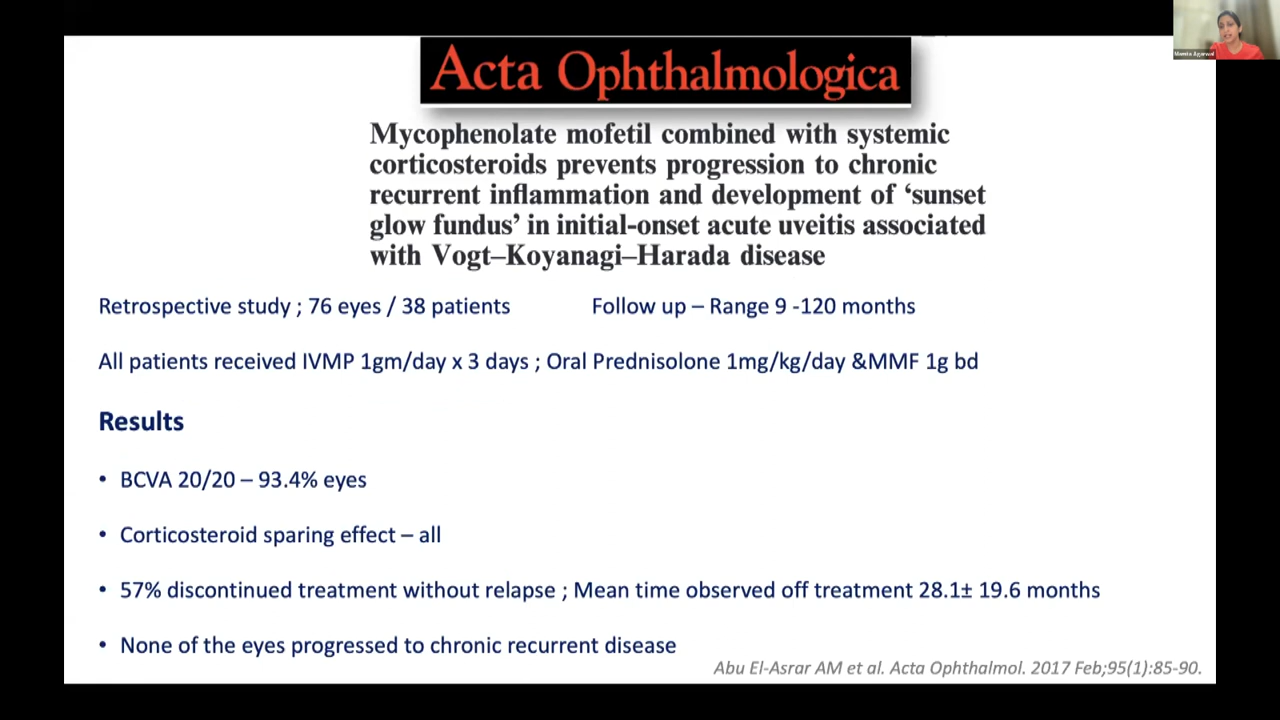 Acta Ophthalmologica
Mycophenolate mofetil combined with systemic
corticosteroids prevents progression to chronic
recurrent inflammation and development of ‘sunset
glow fundus’ in initial-onset acute uveitis associated
with Vogt–Koyanagi–Harada disease
Retrospective study ; 76 eyes / 38 patients
Follow up – Range 9 -120 months
All patients received IVMP 1gm/day x 3 days ; Oral Prednisolone 1mg/kg/day &MMF 1g bd
Results
• BCVA 20/20 – 93.4% eyes
• Corticosteroid sparing effect – all
• 57% discontinued treatment without relapse ; Mean time observed off treatment 28.1± 19.6 months
• None of the eyes progressed to chronic recurrent disease
Abu El-Asrar AM et al. Acta Ophthalmol. 2017 Feb;95(1):85-90.
Agarwal